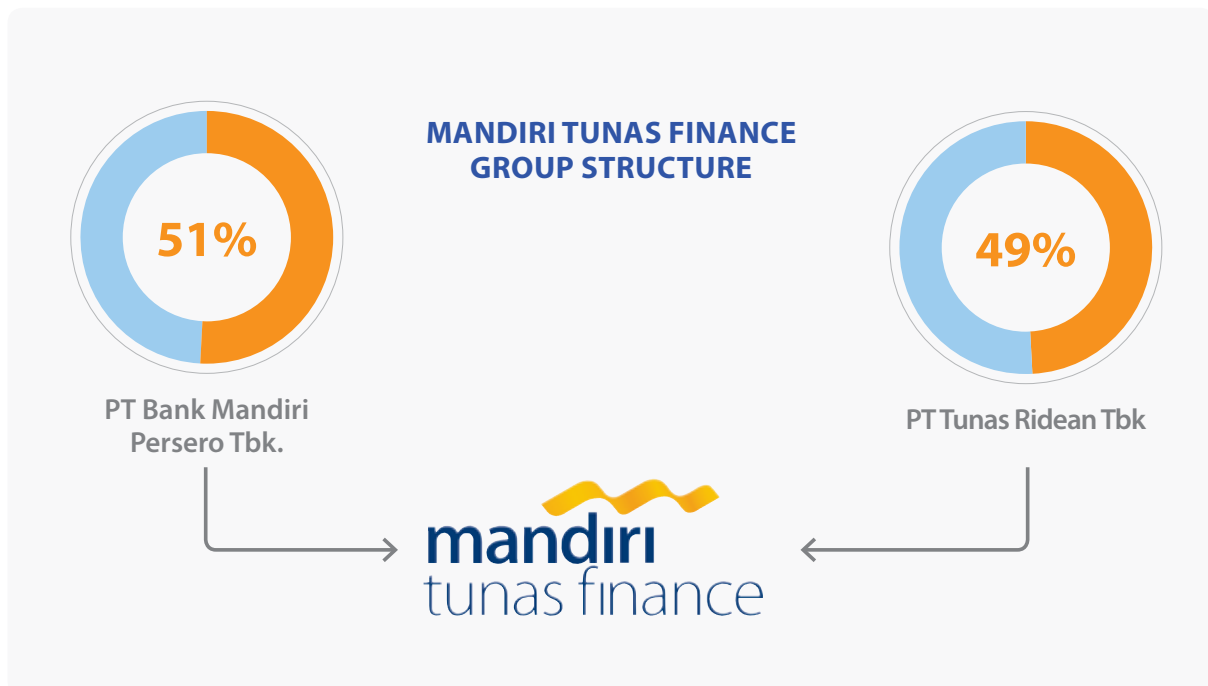 MANDIRI TUNAS FINANCE
GROUP STRUCTURE
51%
49%
PT Bank Mandiri
Persero Tbk.
PT Tunas Ridean Tbk
mandiri
tunas finance